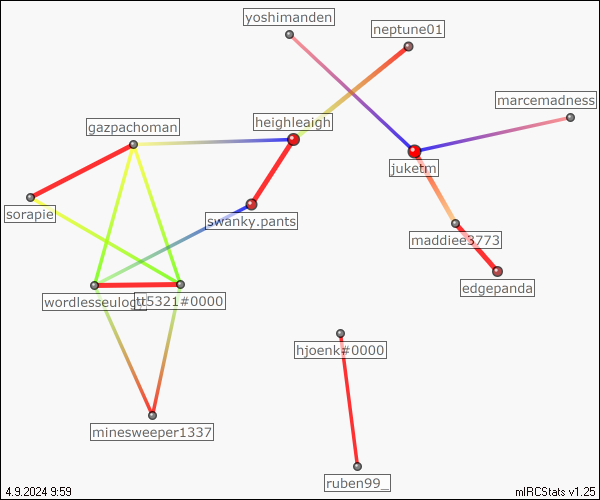 yoshimanden
neptune01
marcemadness
heighleaigh
gazpachoman
juketm
sorapie
swanky.pants
maddiee3773
edgepanda
tt5321#0000
hjoenk#0000
minesweeper1337
ruben99_
4.9.2024 9:59
mIRCStats v1.25